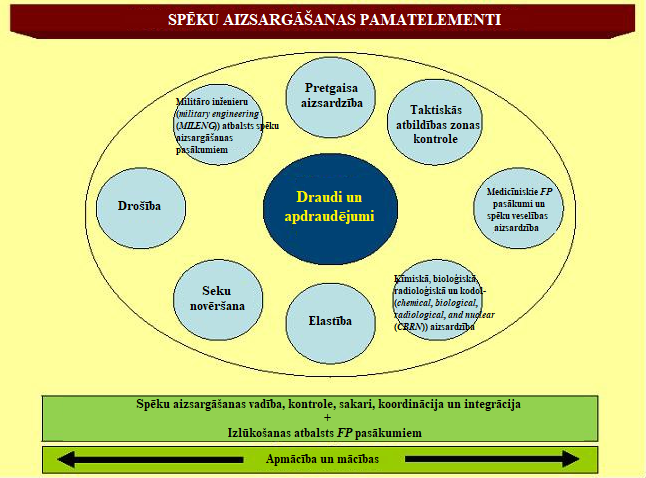 SPĒKU AIZSARGĀŠANAS PAMATELEMENTI
Pretgaisa
aizsardzība
Militāro inženieru
(military engineering
(MILENG)) atbalsts spēku
aizsargāšanas
pasākumiem
Taktiskās
atbildības zonas
kontrole
Drošība
Draudi un
apdraudējumi
Medicīniskie FP
pasākumi un
spēku veselības
aizsardzība
Seku
novēršana
Elastība
Ķīmiskā, bioloģiskā,
radioloģiskā un kodol-
(chemical, biological,
radiological, and nuclear
(CBRN)) aizsardzība
Spēku aizsargāšanas vadība, kontrole, sakari, koordinācija un integrācija
+
Izlūkošanas atbalsts FP pasākumiem
Apmācība un mācības